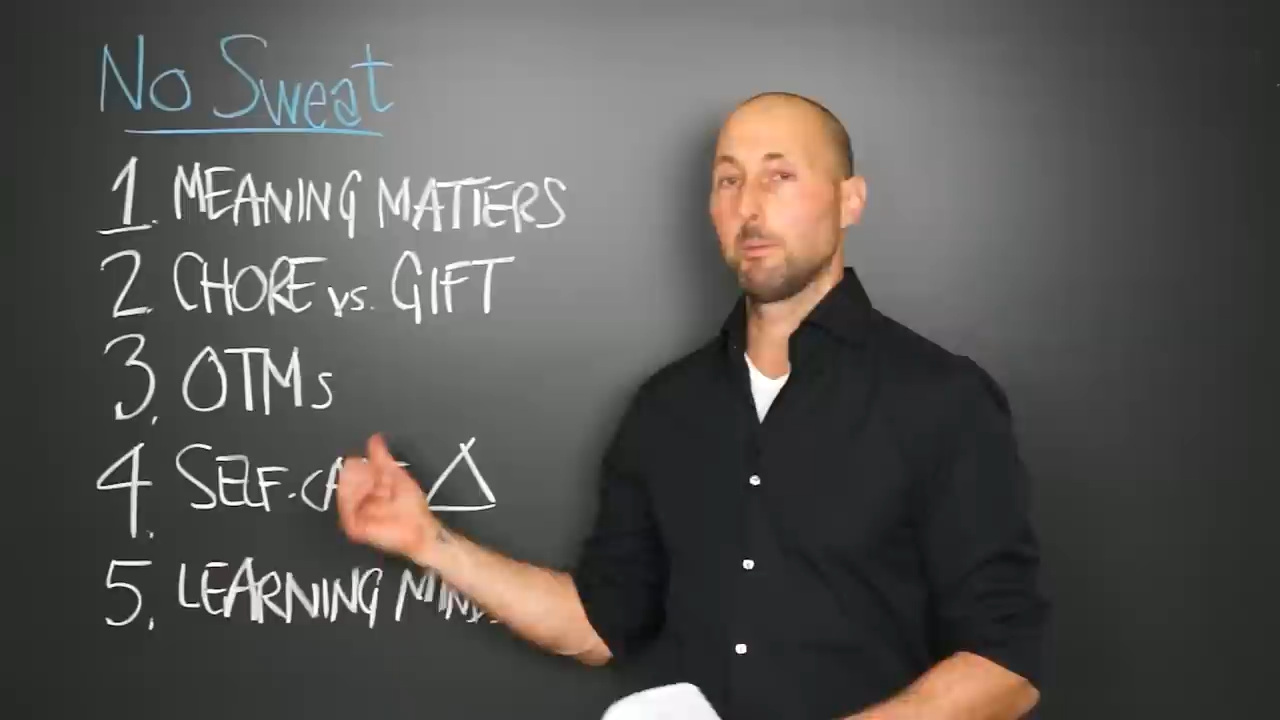 No Sweat
1. MEANING MATTERS
2. CHORE vs. GIFT
3. OTMs
4. SELF-
5. LEARNING